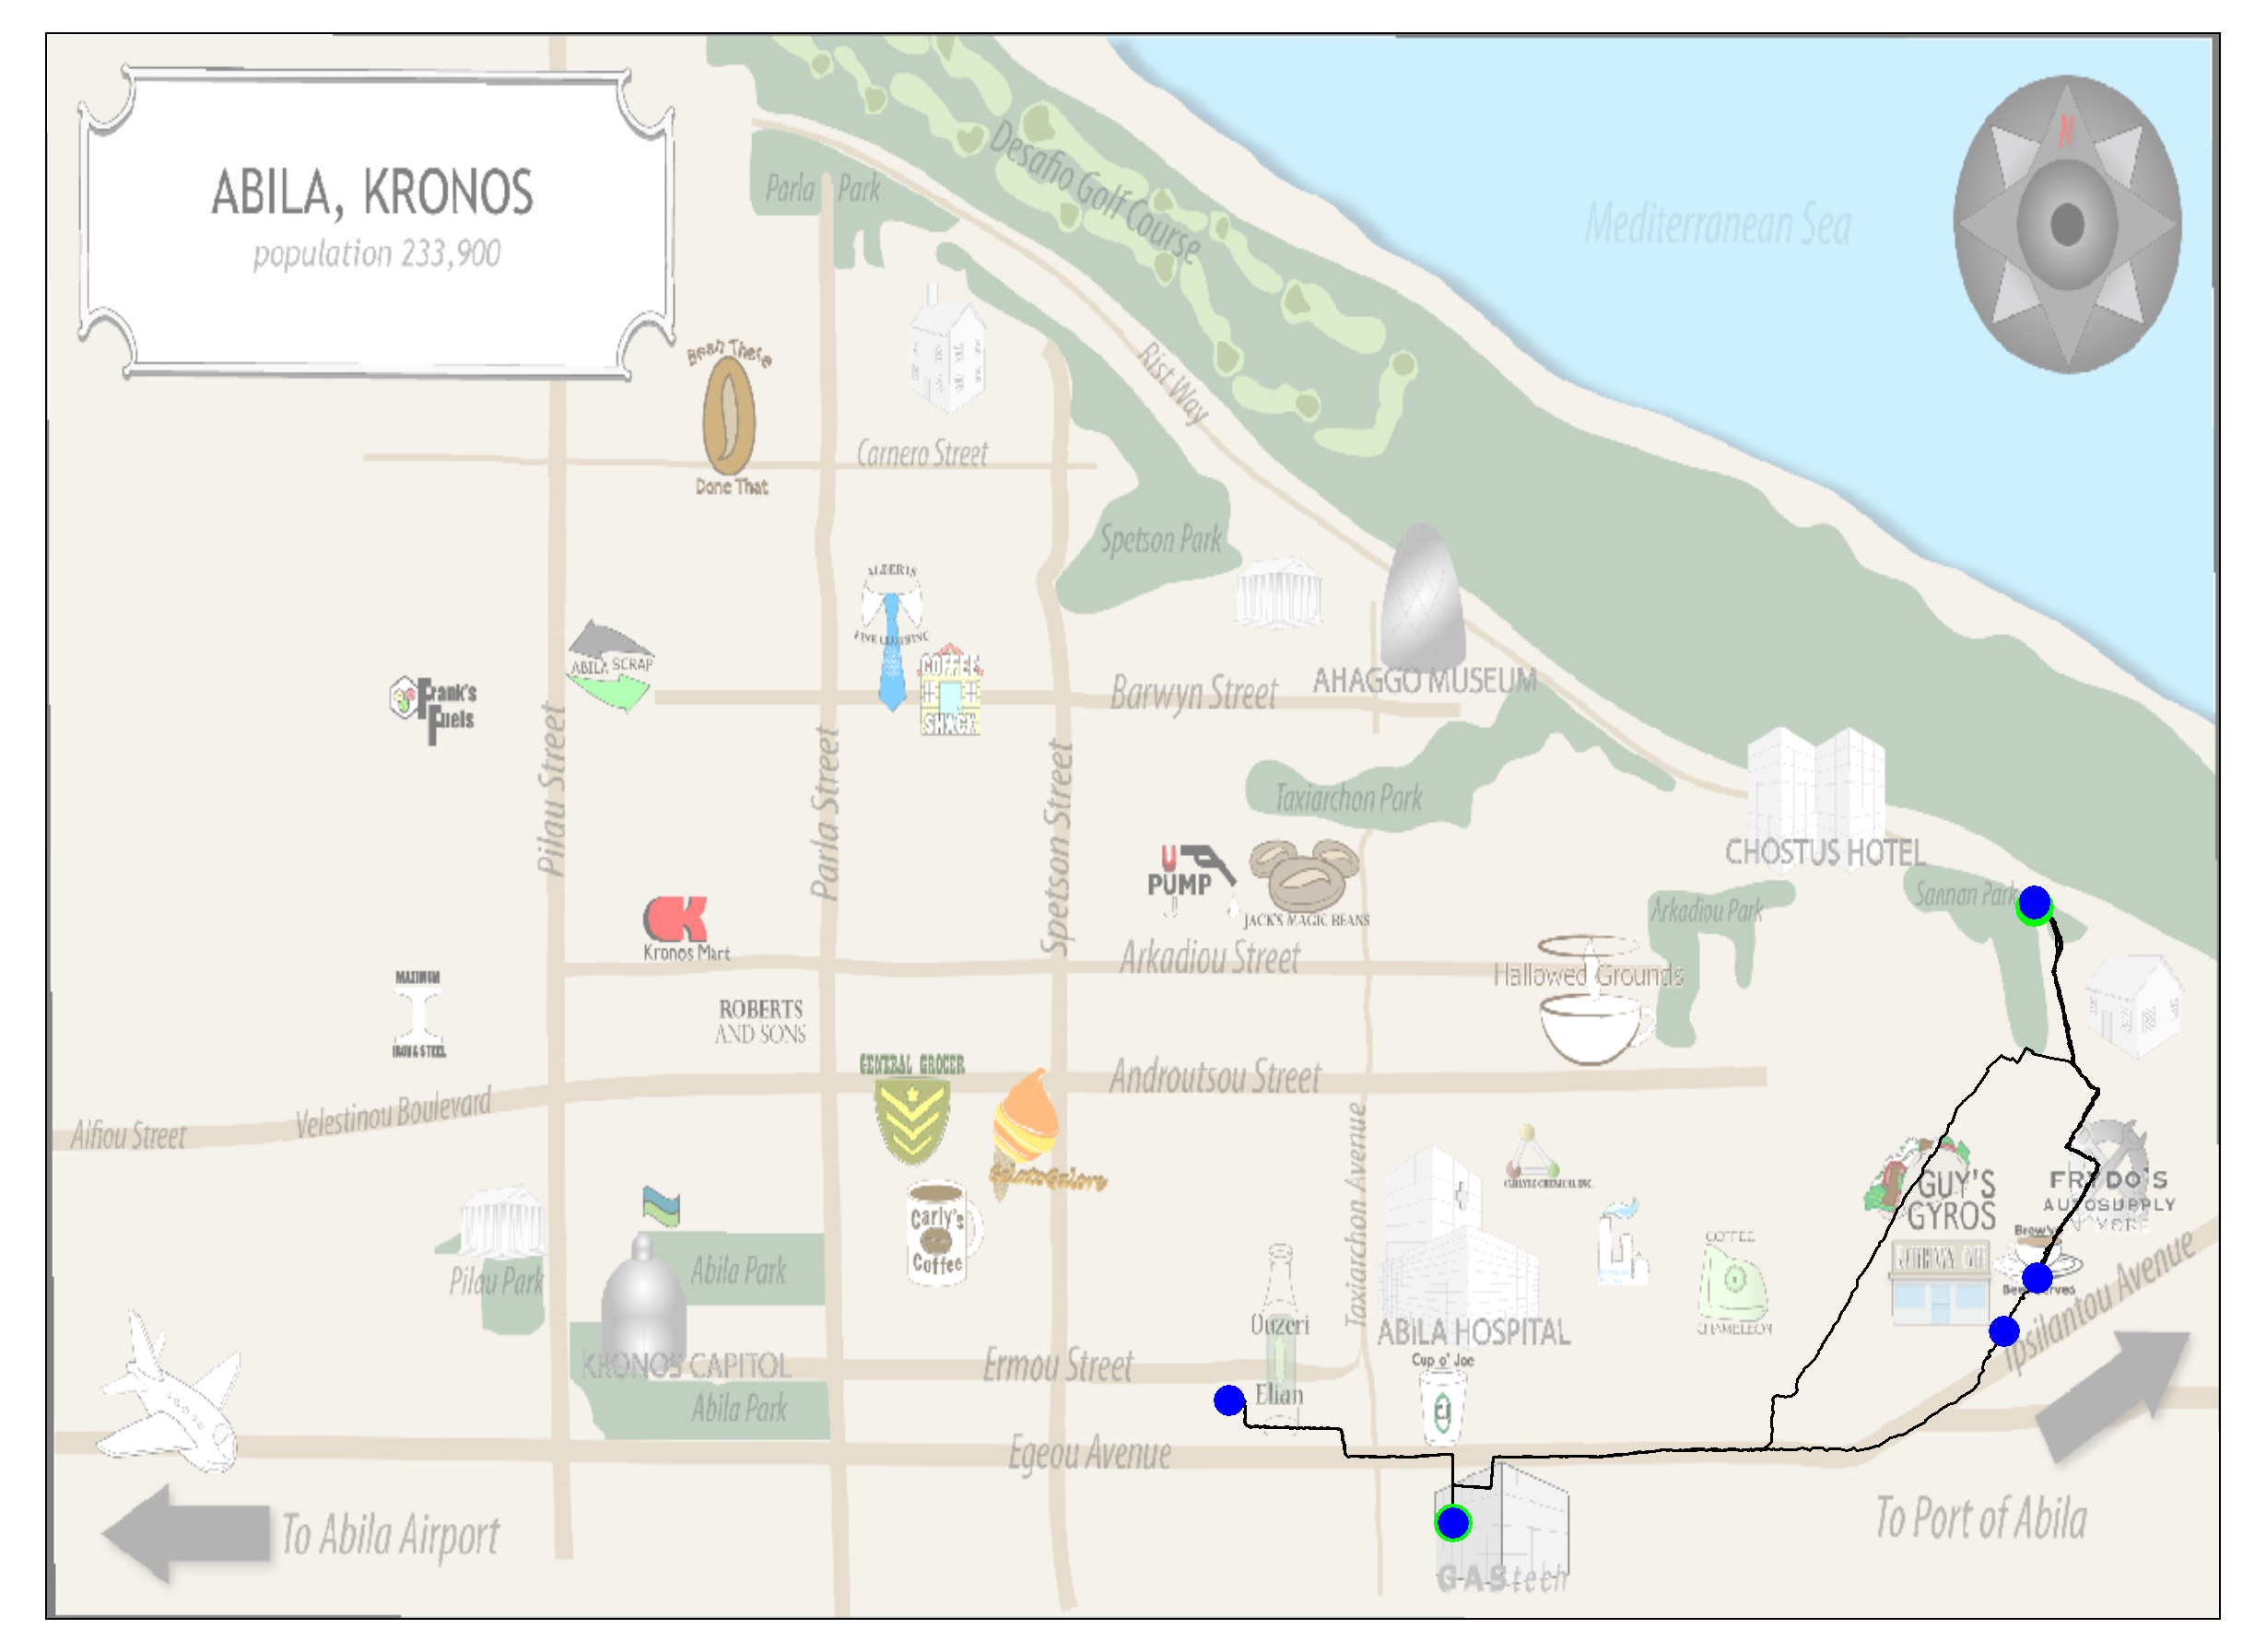 ABILA, KRONOS
population 233,900
N
Mediterranean Sea
Desafio Golf Course
Parla Park
Rist Way
Bean There
Done That
Carnero Street
Spetson Park
ALBERTS
FINE CLOTHING
ABILA SCRAP
Frank's
Fuels
COFFEE
SHACK
Barwyn Street
AHAGGO MUSEUM
Pilau Street
Parla Street
Spetson Street
Taxiarchon Park
CHOSTUS HOTEL
U
PUMP
JACK'S MAGIC BEANS
Arkadiou Park
Sannan Park
Kronos Mart
Arkadiou Street
Hallowed Grounds
MAXIMUM
IRON & STEEL
ROBERTS
AND SONS
GENERAL GROCER
Androutsou Street
Alfiou Street
Velestinou Boulevard
Taxiarchon Avenue
GelatoGalore
Carly's
Coffee
GUY'S
GYROS
FRYDO'S
AUTOSUPPLY
N' MORE
COFFEE
CHAMELEON
Pilau Park
Abila Park
Ouzeri
Elian
ABILA HOSPITAL
Cup o' Joe
CJ
Ipsilantou Avenue
KRONOS CAPITOL
Ermou Street
Abila Park
Egeou Avenue
To Abila Airport
GAStech
To Port of Abila